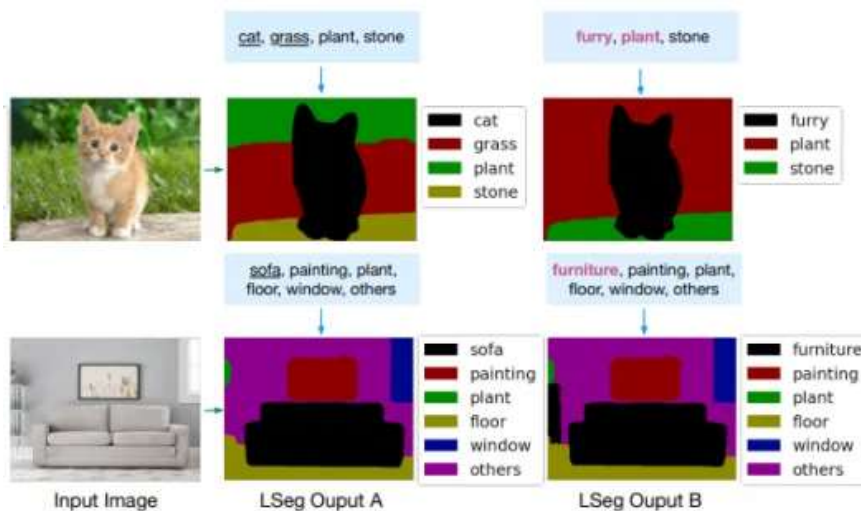 cat, grass, plant, stone
furry, plant, stone
cat
grass
plant
stone
furry
plant
stone
sofa, painting, plant,
floor, window, others
furniture, painting, plant,
floor, window, others
sofa
painting
plant
floor
window
others
furniture
painting
plant
floor
window
others
Input Image
LSeg Ouput A
LSeg Ouput B